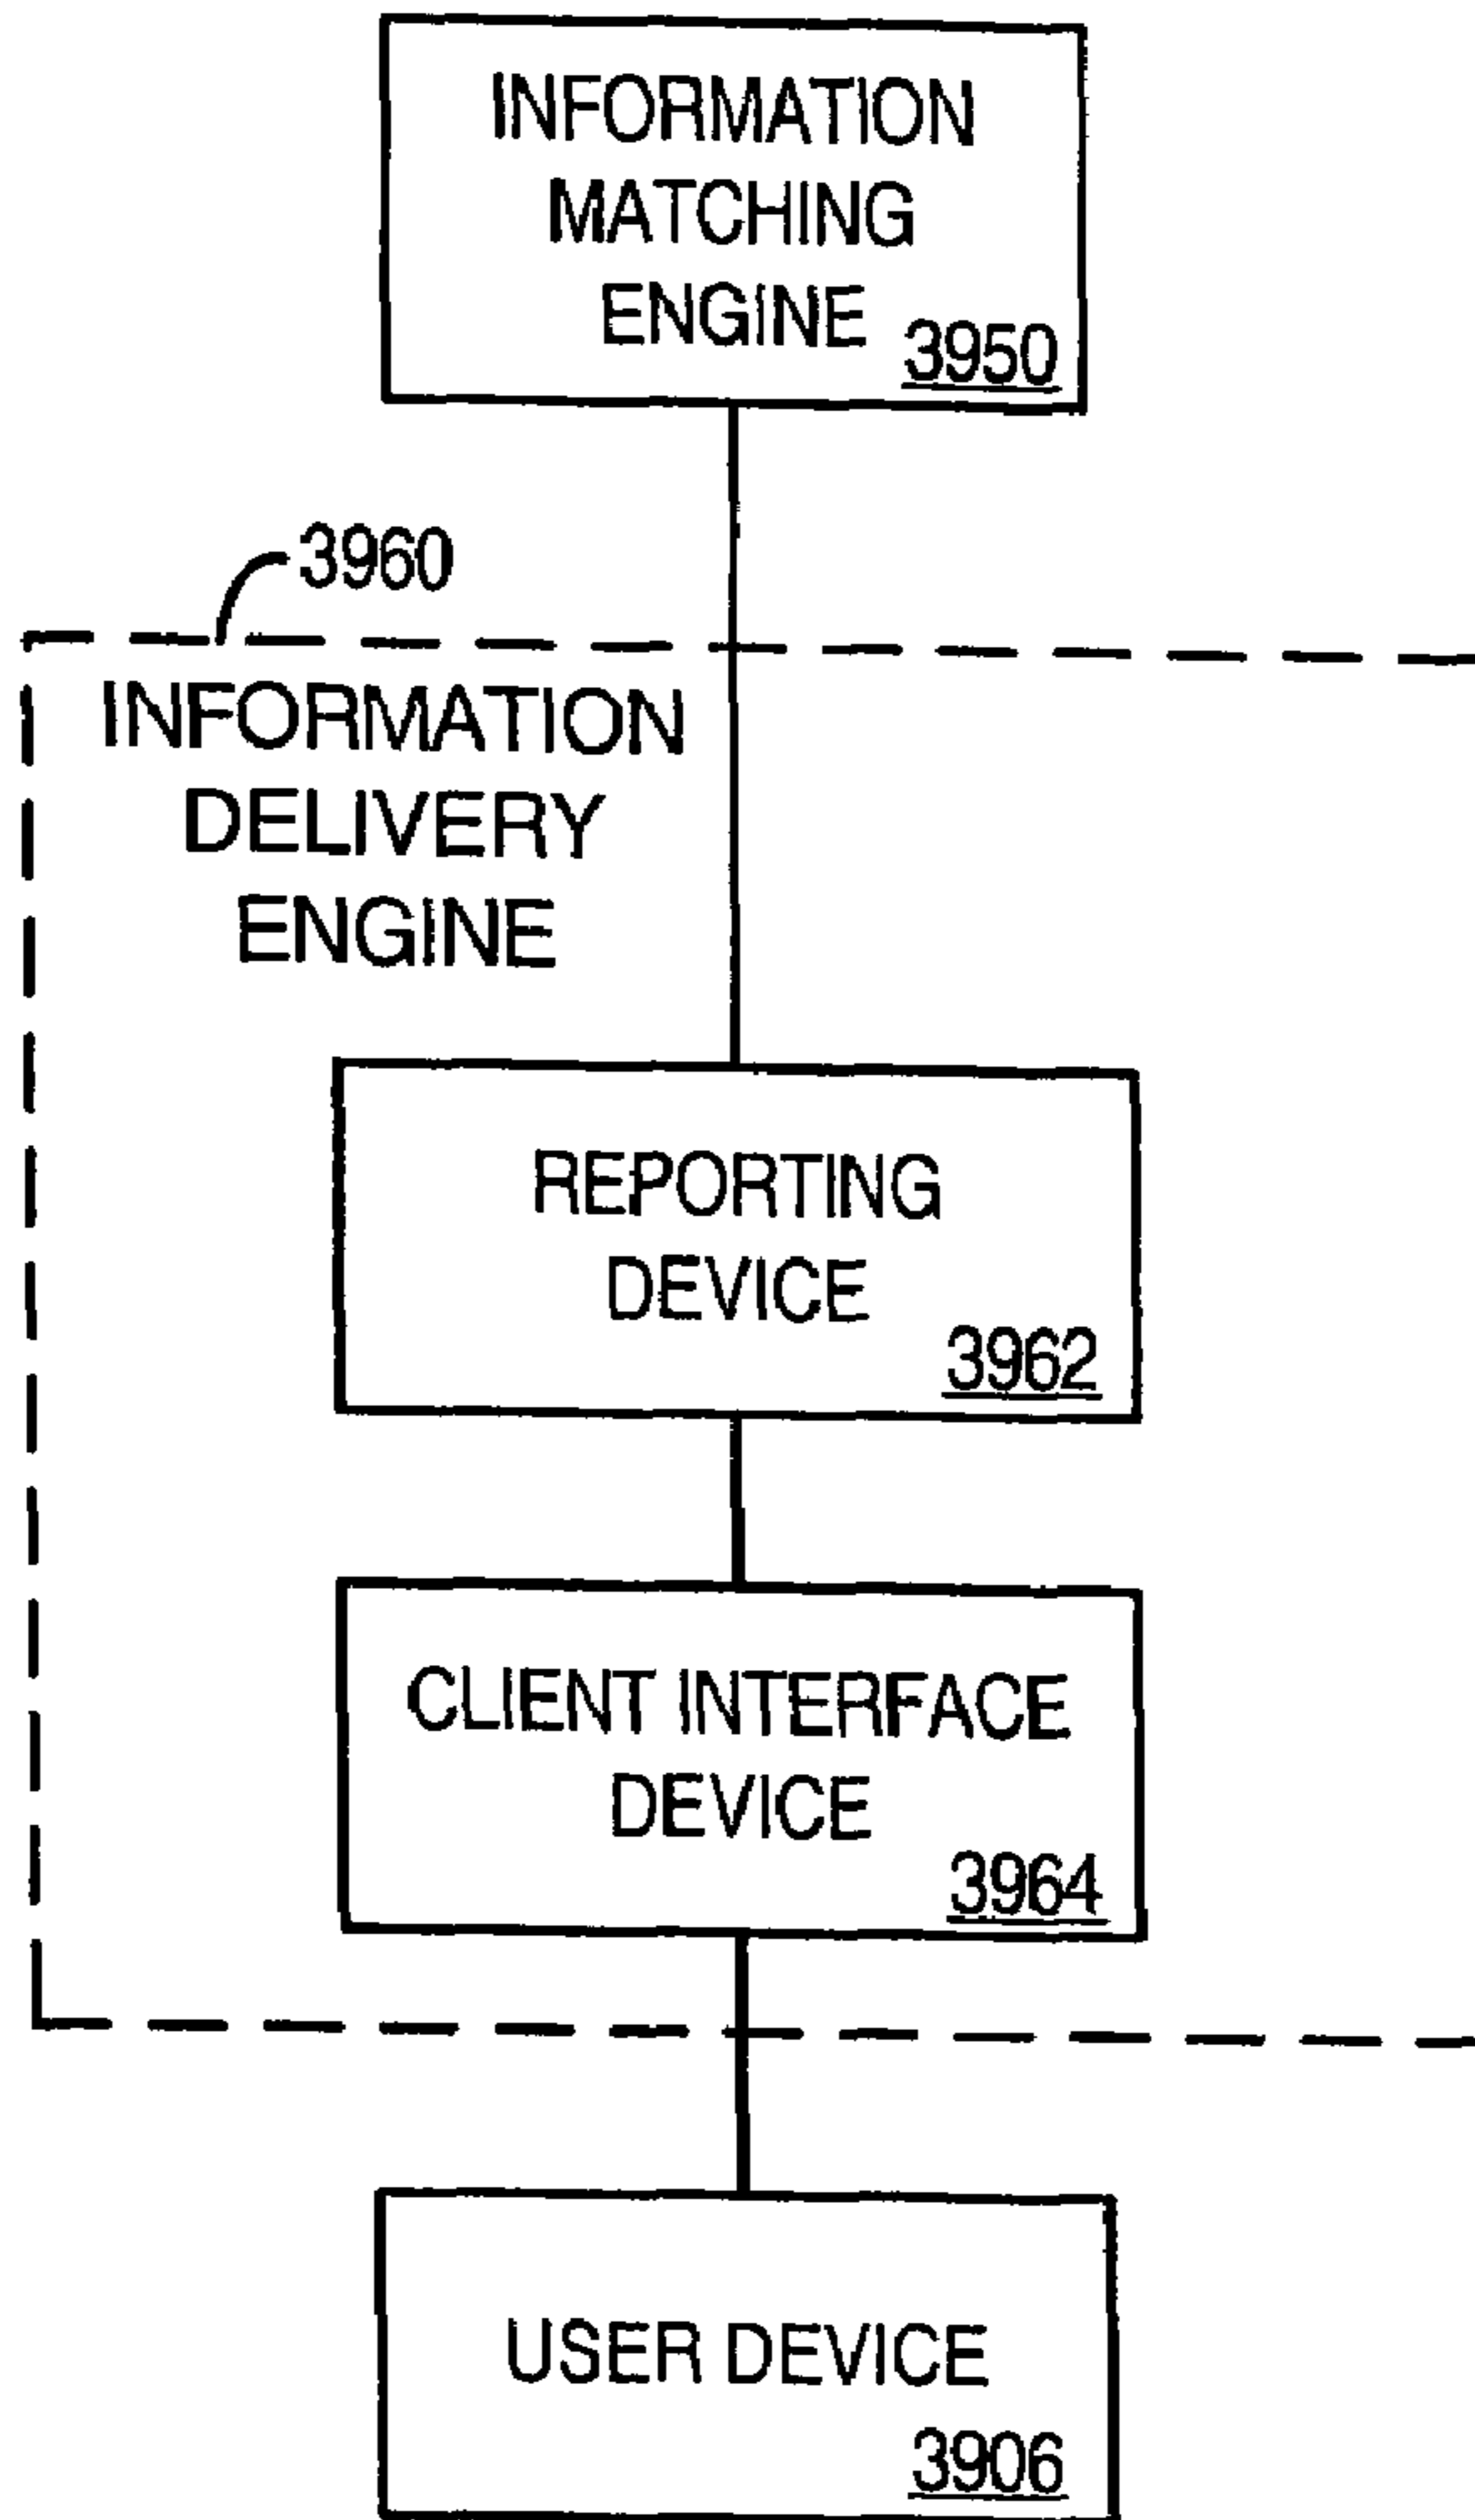 INFORMATION
MATCHING
ENGINE
3950
3960
INFORMATION
DELIVERY
ENGINE
REPORTING
DEVICE
3962
CLIENT INTERFACE
DEVICE
3964
USER DEVICE
3906